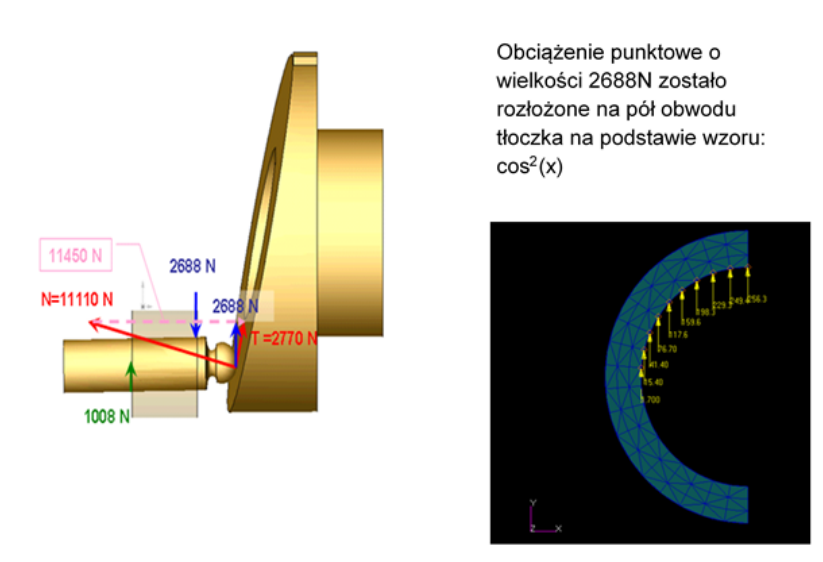 Obciążenie punktowe o
wielkości 2688N zostało
rozłożone na pół obwodu
tłoczka na podstawie wzoru:
cos²(x)
11450 N
2688 N
N=11110 N
2688 N
T =2770 N
1008 N
256.3
249.4
229.3
198.3
159.6
117.6
76.70
41.40
15.40
1.700
Y
Z X